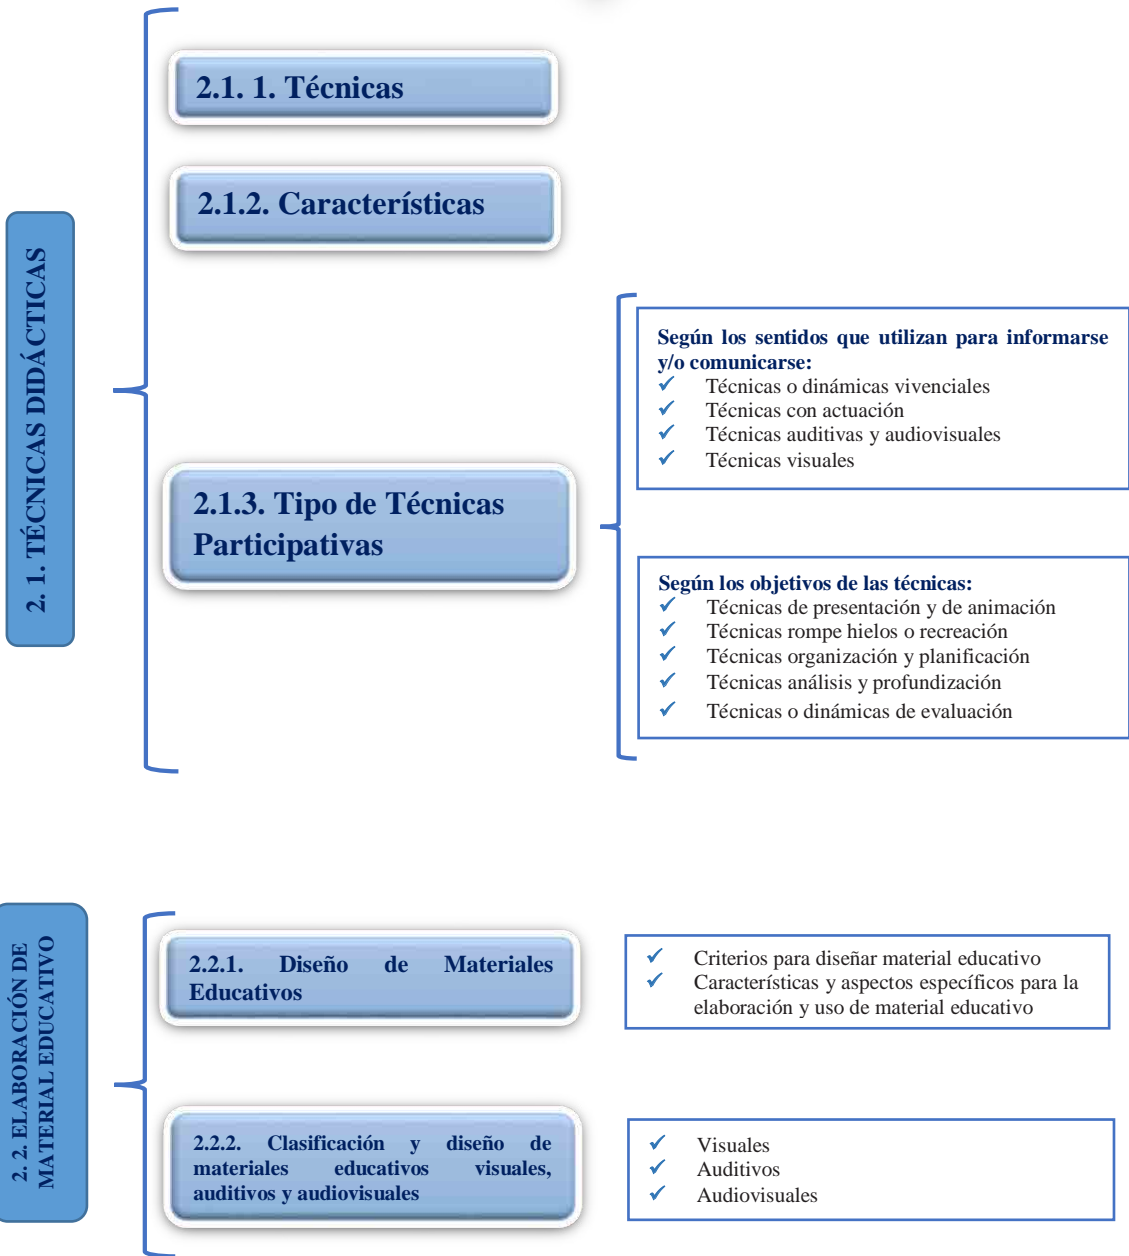 2. 1. TÉCNICAS DIDÁCTICAS
2.1. 1. Técnicas
2.1.2. Características
2.1.3. Tipo de Técnicas
Participativas
Según los sentidos que utilizan para informarse
y/o comunicarse:
✓ Técnicas o dinámicas vivenciales
✓ Técnicas con actuación
✓ Técnicas auditivas y audiovisuales
✓ Técnicas visuales
Según los objetivos de las técnicas:
✓ Técnicas de presentación y de animación
✓ Técnicas rompe hielos o recreación
✓ Técnicas organización y planificación
✓ Técnicas análisis y profundización
✓ Técnicas o dinámicas de evaluación
2. 2. ELABORACIÓN DE
MATERIAL EDUCATIVO
2.2.1. Diseño de Materiales
Educativos
✓ Criterios para diseñar material educativo
✓ Características y aspectos específicos para la
elaboración y uso de material educativo
2.2.2. Clasificación y diseño de
materiales educativos visuales,
auditivos y audiovisuales
✓ Visuales
✓ Auditivos
✓ Audiovisuales